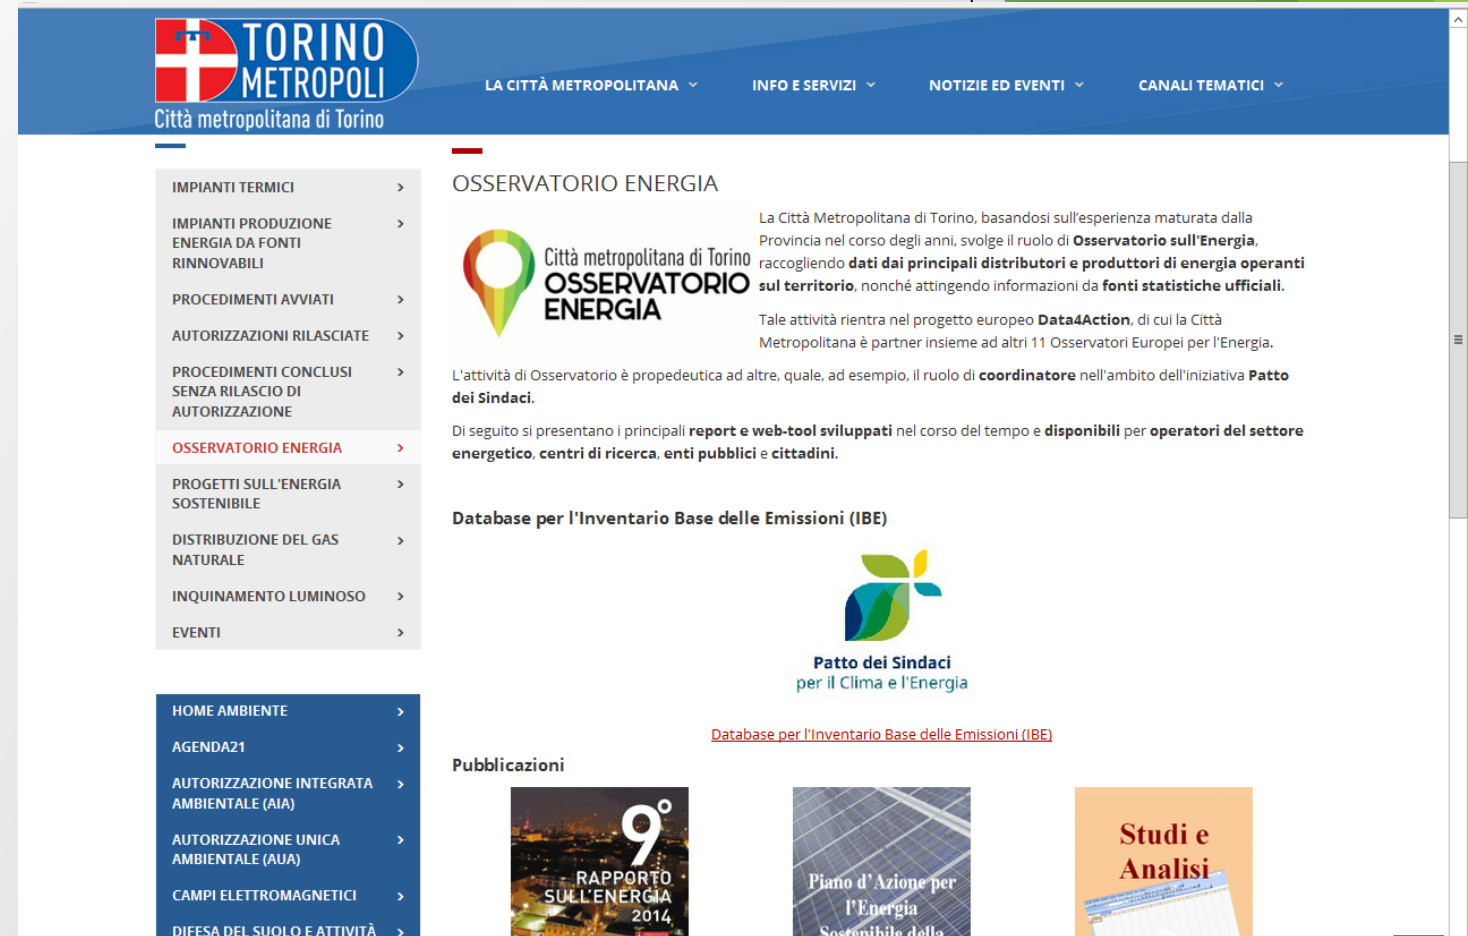 TORINO
METROPOLI
Città metropolitana di Torino
LA CITTÀ METROPOLITANA
INFO E SERVIZI
NOTIZIE ED EVENTI
CANALI TEMATICI
IMPIANTI TERMICI
IMPIANTI PRODUZIONE
ENERGIA DA FONTI
RINNOVABILI
PROCEDIMENTI AVVIATI
AUTORIZZAZIONI RILASCIATE
PROCEDIMENTI CONCLUSI
SENZA RILASCIO DI
AUTORIZZAZIONE
OSSERVATORIO ENERGIA
PROGETTI SULL'ENERGIA
SOSTENIBILE
DISTRIBUZIONE DEL GAS
NATURALE
INQUINAMENTO LUMINOSO
EVENTI
HOME AMBIENTE
AGENDA21
AUTORIZZAZIONE INTEGRATA
AMBIENTALE (AIA)
AUTORIZZAZIONE UNICA
AMBIENTALE (AUA)
CAMPI ELETTROMAGNETICI
DIFESA DEL SUOLO E ATTIVITÀ
OSSERVATORIO ENERGIA
Città metropolitana di Torino
OSSERVATORIO
ENERGIA
La Città Metropolitana di Torino, basandosi sull'esperienza maturata dalla
Provincia nel corso degli anni, svolge il ruolo di Osservatorio sull'Energia,
raccogliendo dati dai principali distributori e produttori di energia operanti
sul territorio, nonché attingendo informazioni da fonti statistiche ufficiali.
Tale attività rientra nel progetto europeo Data4Action, di cui la Città
Metropolitana è partner insieme ad altri 11 Osservatori Europei per l'Energia.
L'attività di Osservatorio è propedeutica ad altre, quale, ad esempio, il ruolo di coordinatore nell'ambito dell'iniziativa Patto
dei Sindaci.
Di seguito si presentano i principali report e web-tool sviluppati nel corso del tempo e disponibili per operatori del settore
energetico, centri di ricerca, enti pubblici e cittadini.
Database per l'Inventario Base delle Emissioni (IBE)
Patto dei Sindaci
per il Clima e l'Energia
Database per l'Inventario Base delle Emissioni (IBE)
Pubblicazioni
9°
RAPPORTO
SULL'ENERGIA
2014
Piano d'Azione per
l'Energia
Sostenibile della
Studi e
Analisi